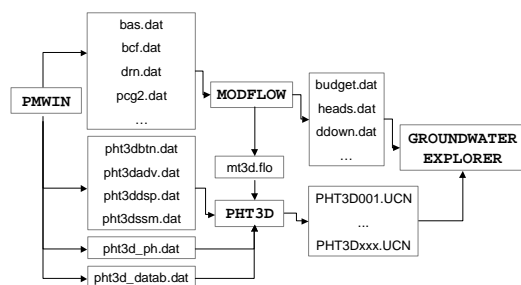 PMWIN
bas.dat
bcf.dat
drn.dat
pcg2.dat
...
pht3dbtn.dat
pht3dadv.dat
pht3ddsp.dat
pht3dssm.dat
pht3d_ph.dat
pht3d_datab.dat
MODFLOW
mt3d.flo
PHT3D
budget.dat
heads.dat
ddown.dat
...
PHT3D001.UCN
...
PHT3Dxxx.UCN
GROUNDWATER
EXPLORER